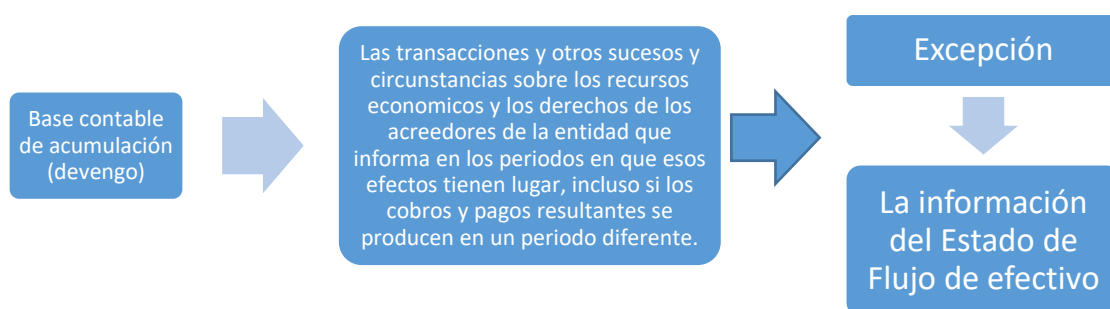 Base contable
de acumulación
(devengo)
Las transacciones y otros sucesos y
circunstancias sobre los recursos
economicos y los derechos de los
acreedores de la entidad que
informa en los periodos en que esos
efectos tienen lugar, incluso si los
cobros y pagos resultantes se
producen en un periodo diferente.
Excepción
La información
del Estado de
Flujo de efectivo